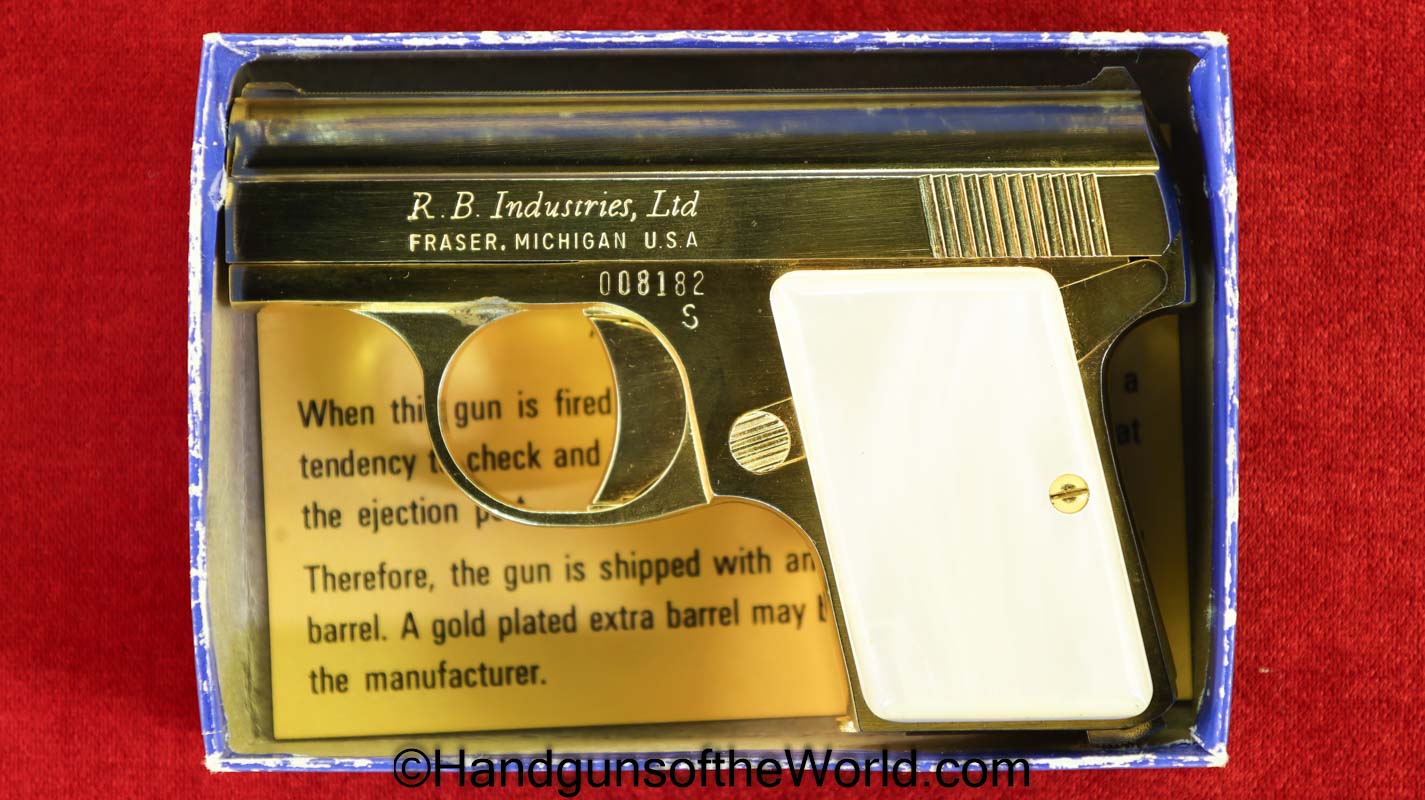 R.B. Industries, Ltd
FRASER, MICHIGAN U.S.A
008182
S
When gun is fired a
tendency check and at
the ejection
Therefore, the gun is shipped with an
barrel. A gold plated extra barrel may
the manufacturer.
©HandgunsoftheWorld.com